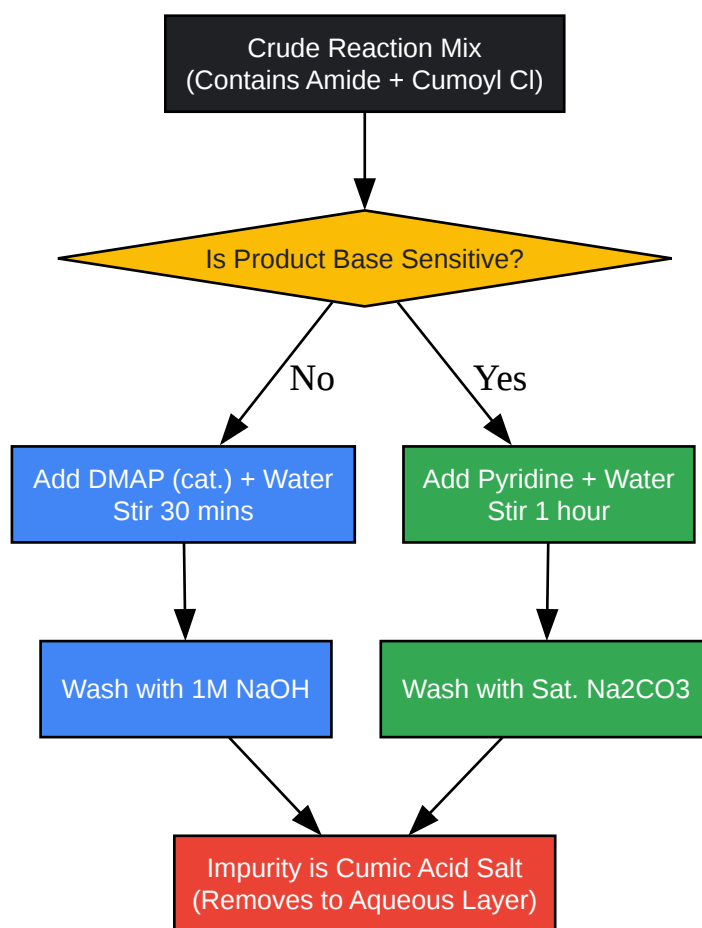 Crude Reaction Mix
(Contains Amide + Cumoyl Cl)
Is Product Base Sensitive?
No
Yes
Add DMAP (cat.) + Water
Stir 30 mins
Add Pyridine + Water
Stir 1 hour
Wash with 1M NaOH
Wash with Sat. Na2CO3
Impurity is Cumic Acid Salt
(Removes to Aqueous Layer)